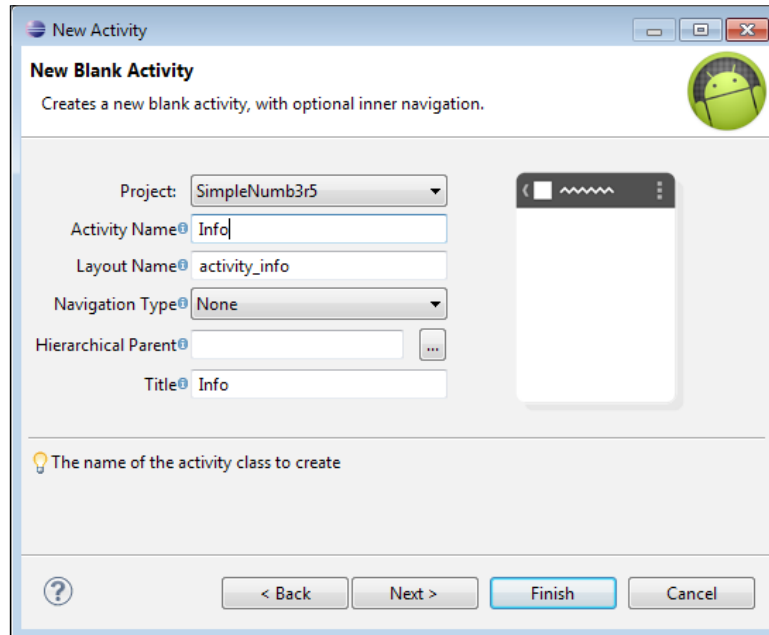 New Activity
New Blank Activity
Creates a new blank activity, with optional inner navigation.
Project: SimpleNumb3r5
Activity Name Info
Layout Name activity_info
Navigation Type None
Hierarchical Parent ...
Title Info
The name of the activity class to create
? < Back Next > Finish Cancel